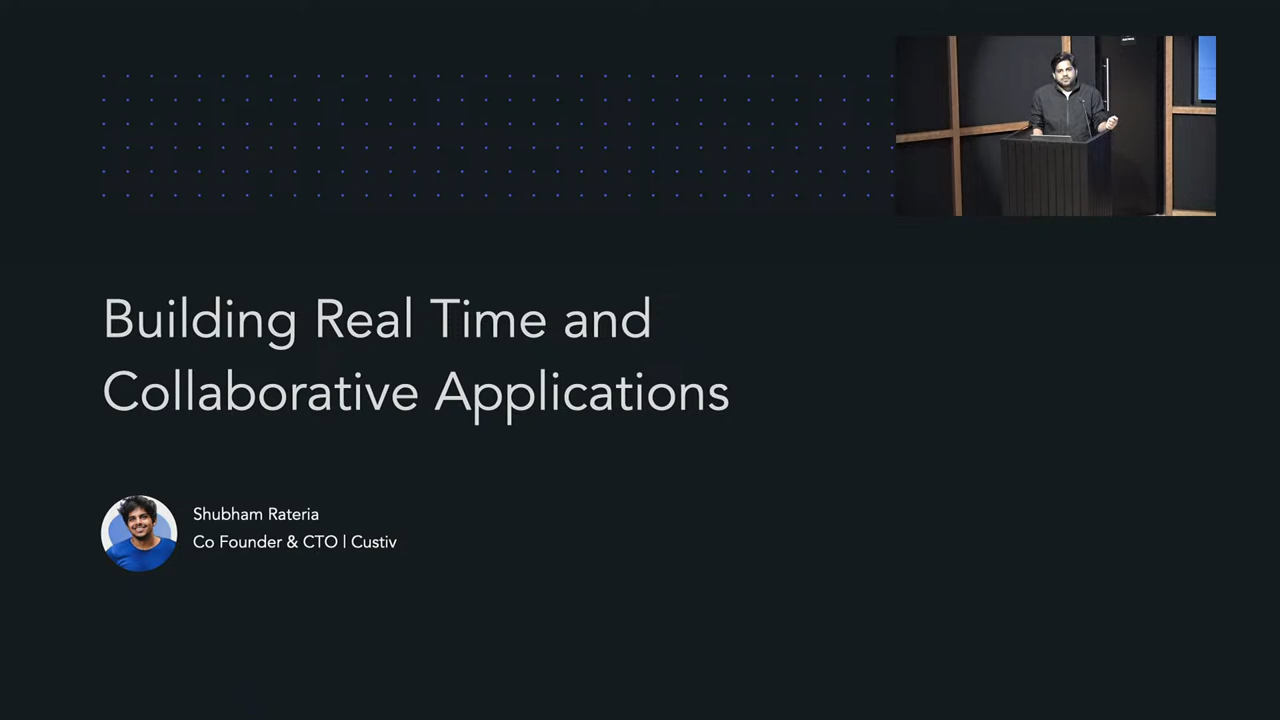 Building Real Time and
Collaborative Applications
Shubham Rateria
Co Founder & CTO | Custiv